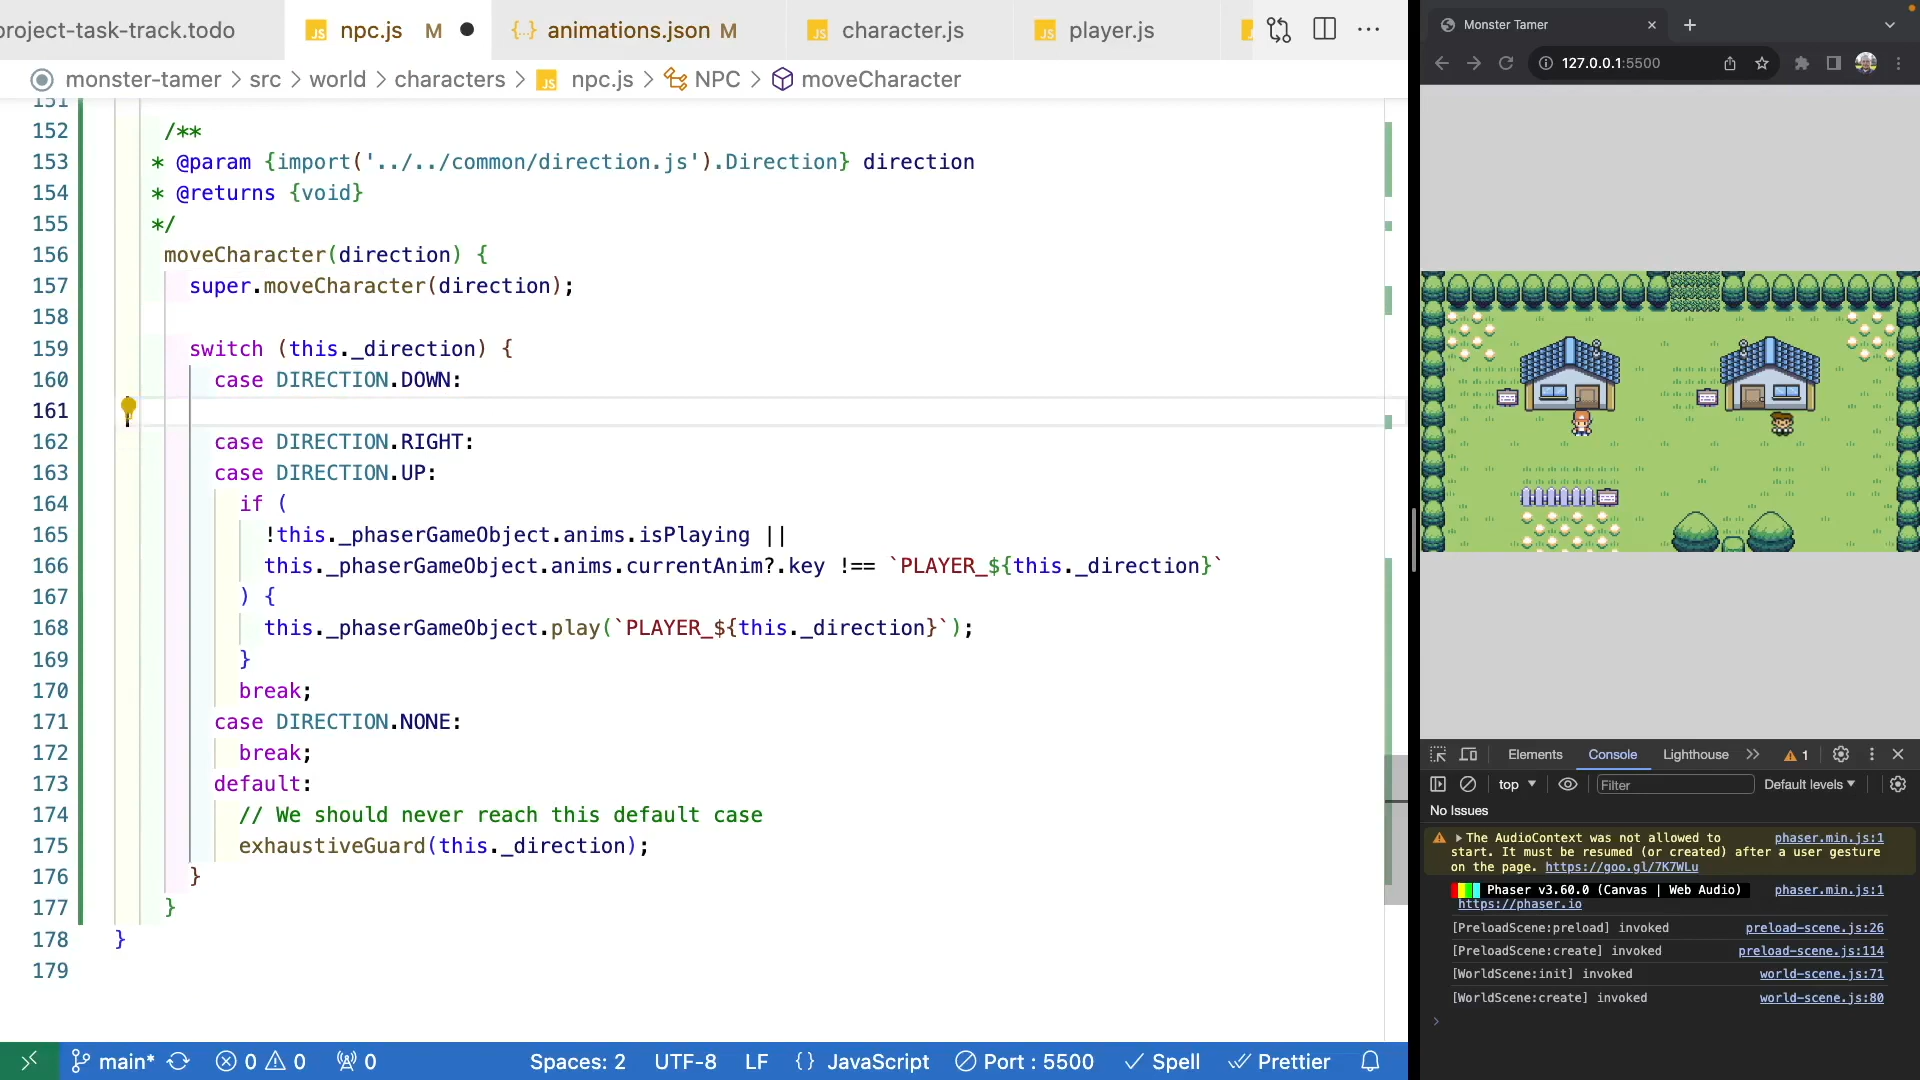 project-task-track.todo
JS npc.js M
{...} animations.json M
JS character.js
JS player.js
monster-tamer > src > world > characters > JS npc.js > NPC > moveCharacter
151
152 /**
153 * @param {import('../../common/direction.js').Direction} direction
154 * @returns {void}
155 */
156 moveCharacter(direction) {
157 super.moveCharacter(direction);
158
159 switch (this._direction) {
160 case DIRECTION.DOWN:
161
162 case DIRECTION.RIGHT:
163 case DIRECTION.UP:
164 if (
165 !this._phaserGameObject.anims.isPlaying ||
166 this._phaserGameObject.anims.currentAnim?.key !== `PLAYER_${this._direction}`
167 ) {
168 this._phaserGameObject.play(`PLAYER_${this._direction}`);
169 }
170 break;
171 case DIRECTION.NONE:
172 break;
173 default:
174 // We should never reach this default case
175 exhaustiveGuard(this._direction);
176 }
177 }
178 }
179
main* 0 0 0 Spaces: 2 UTF-8 LF {} JavaScript Port : 5500 Spell Prettier
Monster Tamer
127.0.0.1:5500
Elements Console Lighthouse 1
top Filter Default levels
No Issues
The AudioContext was not allowed to phaser.min.js:1
start. It must be resumed (or created) after a user gesture
on the page. https://goo.gl/7K7WLu
Phaser v3.60.0 (Canvas | Web Audio) phaser.min.js:1
https://phaser.io
[PreloadScene:preload] invoked preload-scene.js:26
[PreloadScene:create] invoked preload-scene.js:114
[WorldScene:init] invoked world-scene.js:71
[WorldScene:create] invoked world-scene.js:80